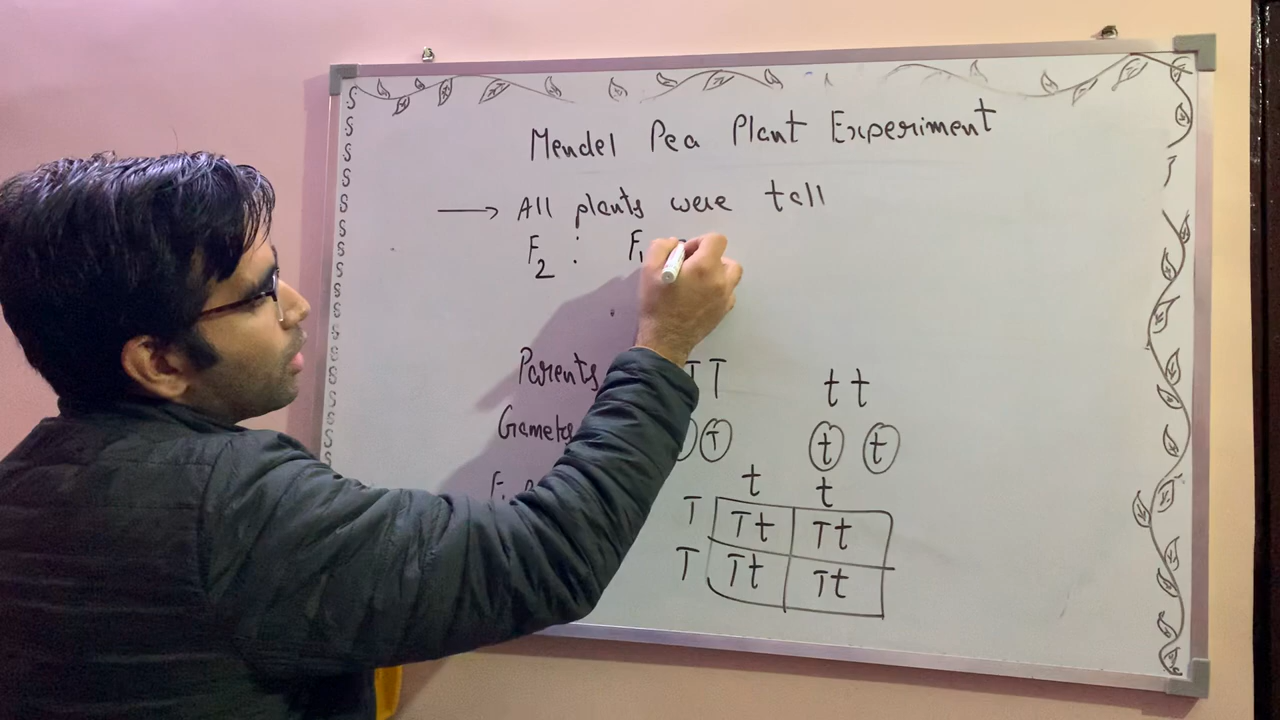 Mendel Pea Plant Experiment
→ All plants were tall
F2 : F1
Parents TT tt
Gametes T t t
t t
T Tt Tt
T Tt Tt